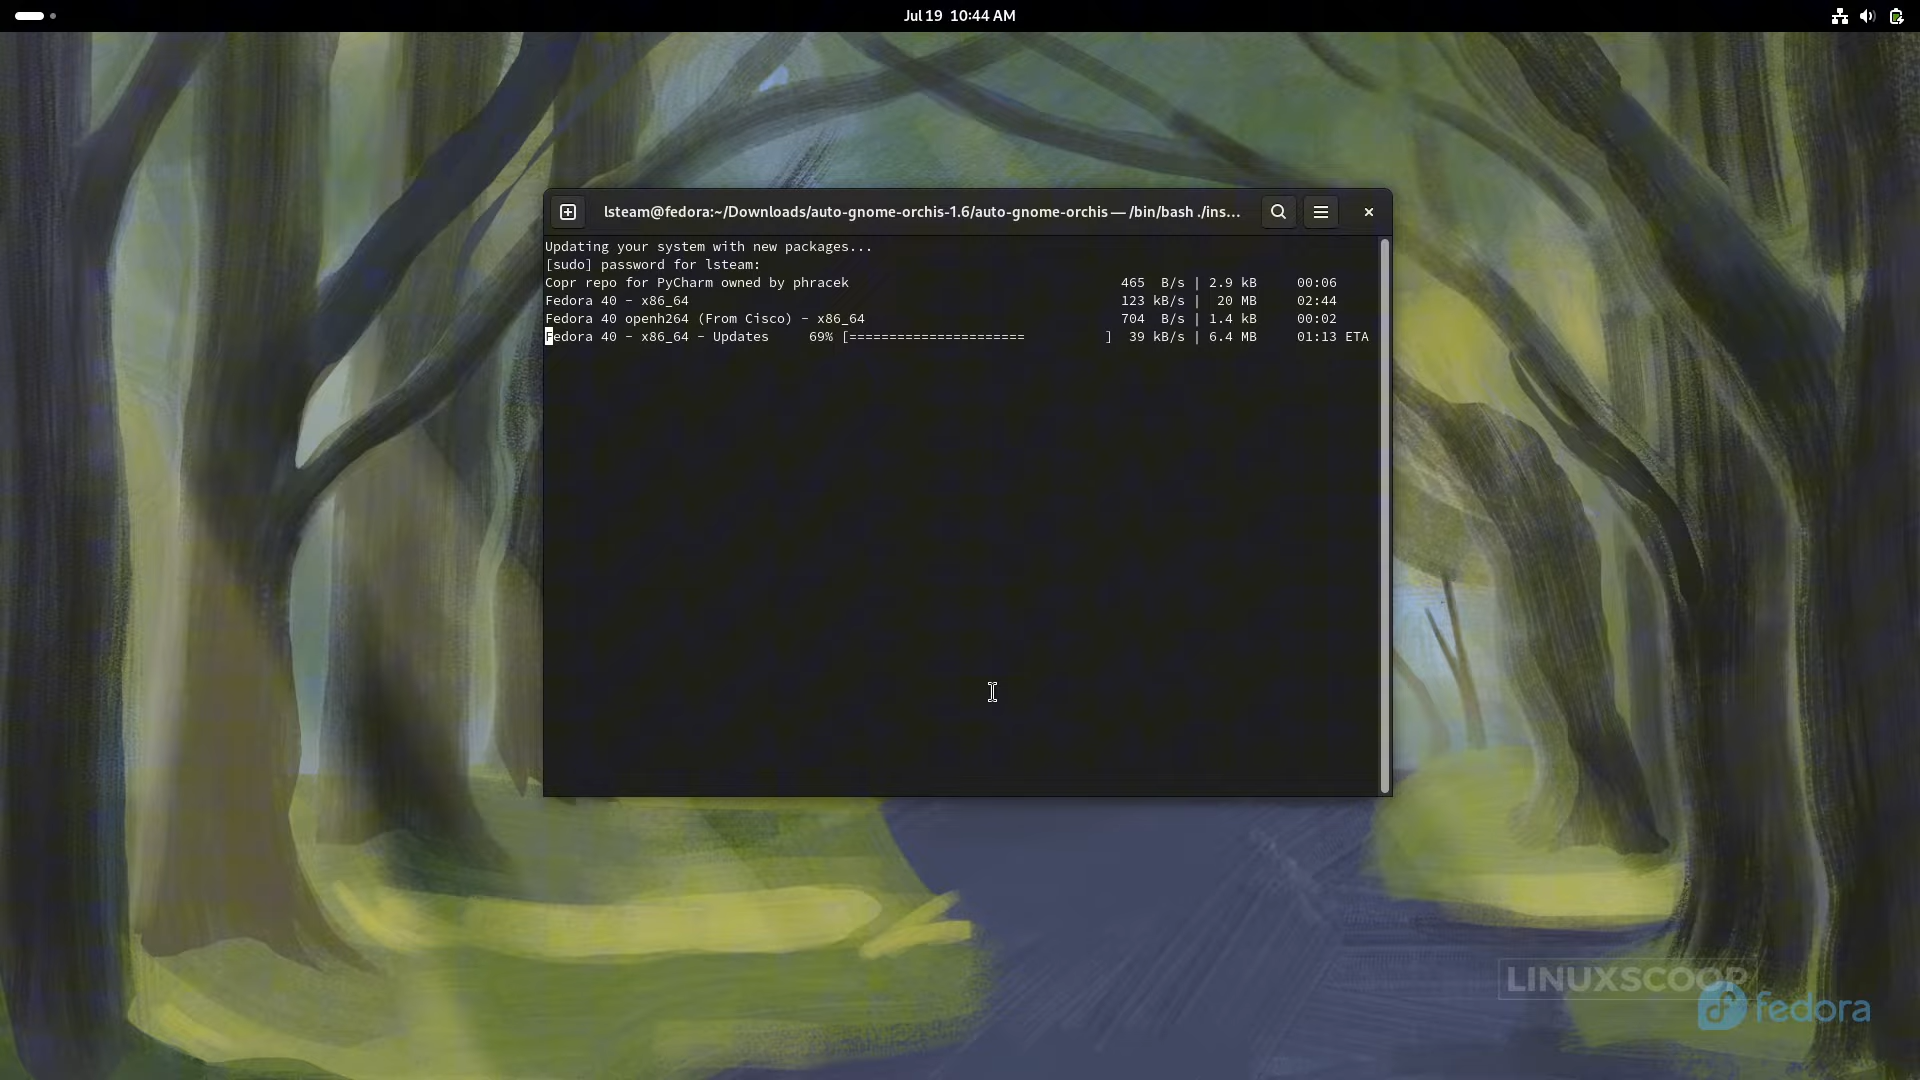 Jul 19 10:44 AM
lsteam@fedora:~/Downloads/auto-gnome-orchis-1.6/auto-gnome-orchis — /bin/bash ./ins…
Updating your system with new packages...
[sudo] password for lsteam:
Copr repo for PyCharm owned by phracek 465 B/s | 2.9 kB 00:06
Fedora 40 - x86_64 123 kB/s | 20 MB 02:44
Fedora 40 openh264 (From Cisco) - x86_64 704 B/s | 1.4 kB 00:02
Fedora 40 - x86_64 - Updates 69% [====================== ] 39 kB/s | 6.4 MB 01:13 ETA
LINUXSCOOP
fedora